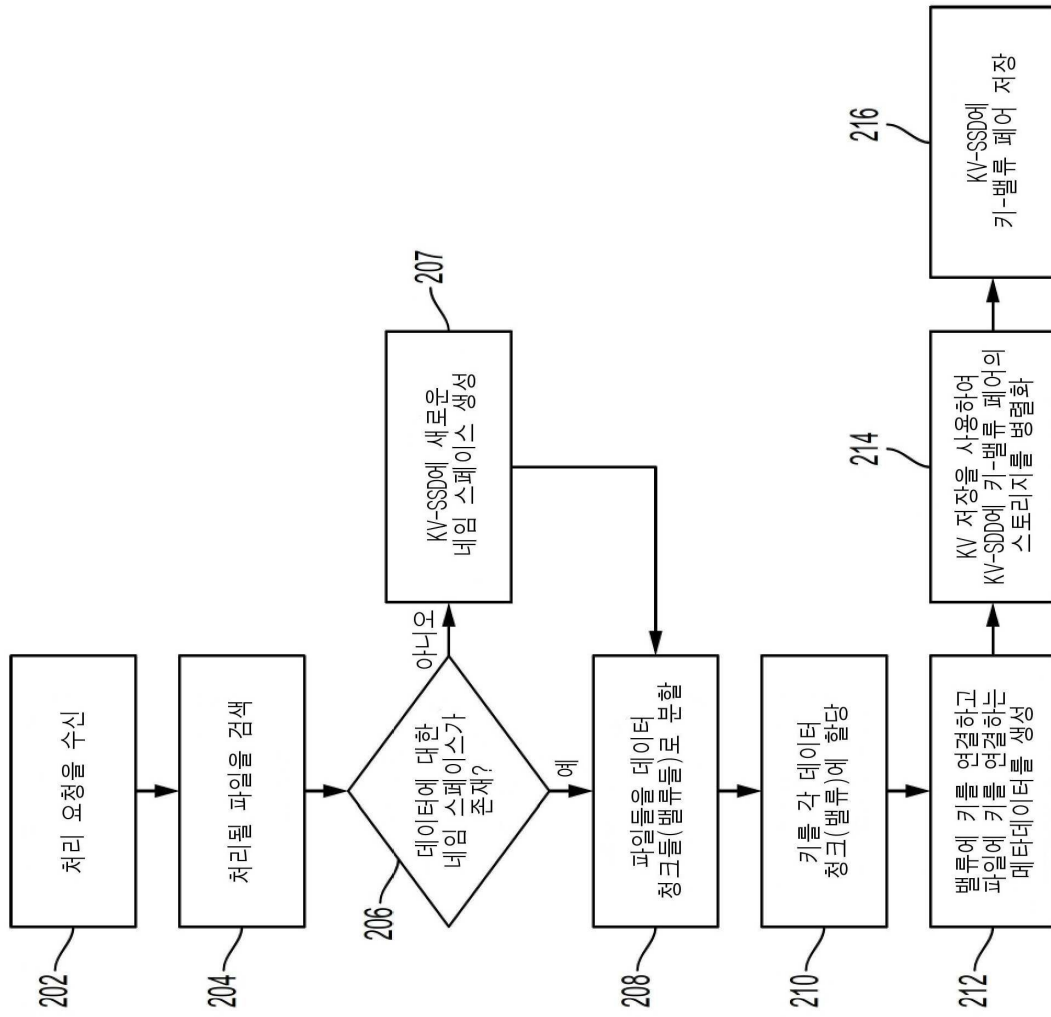 202
처리 요청을 수신
204
처리될 파일을 검색
206
데이터에 대한
네임 스페이스가
존재?
아니오
예
207
KV-SSD에 새로운
네임 스페이스 생성
208
파일들을 데이터
청크들(밸류들)로 분할
210
키를 각 데이터
청크(밸류)에 할당
212
밸류에 키를 연결하고
파일에 키를 연결하는
메타데이터를 생성
214
KV 저장을 사용하여
KV-SDD에 키-밸류 페어의
스토리지를 병렬화
216
KV-SSD에
키-밸류 페어 저장